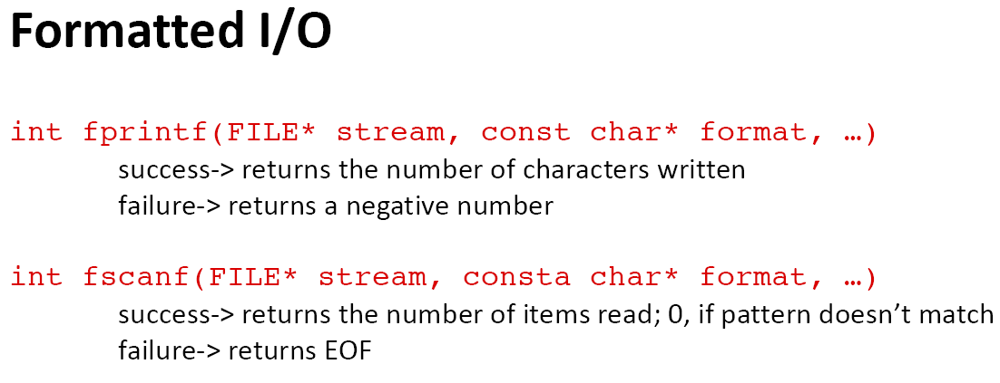 Formatted I/O
int fprintf(FILE* stream, const char* format, …)
success-> returns the number of characters written
failure-> returns a negative number
int fscanf(FILE* stream, consta char* format, …)
success-> returns the number of items read; 0, if pattern doesn’t match
failure-> returns EOF